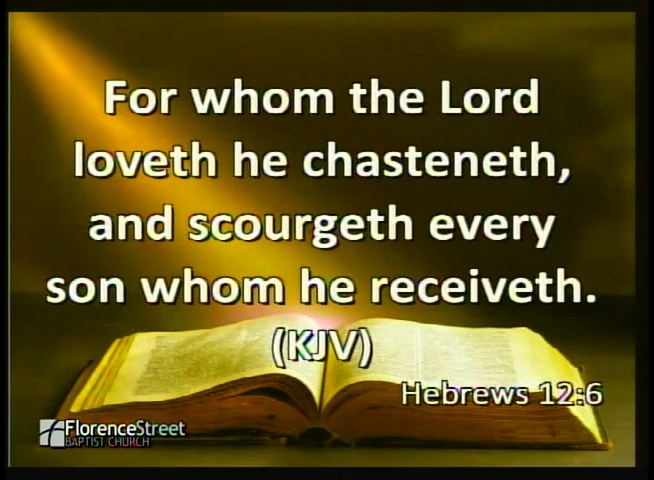 For whom the Lord
loveth he chasteneth,
and scourgeth every
son whom he receiveth.
(KJV)
Hebrews 12:6
FlorenceStreet
BAPTIST CHURCH